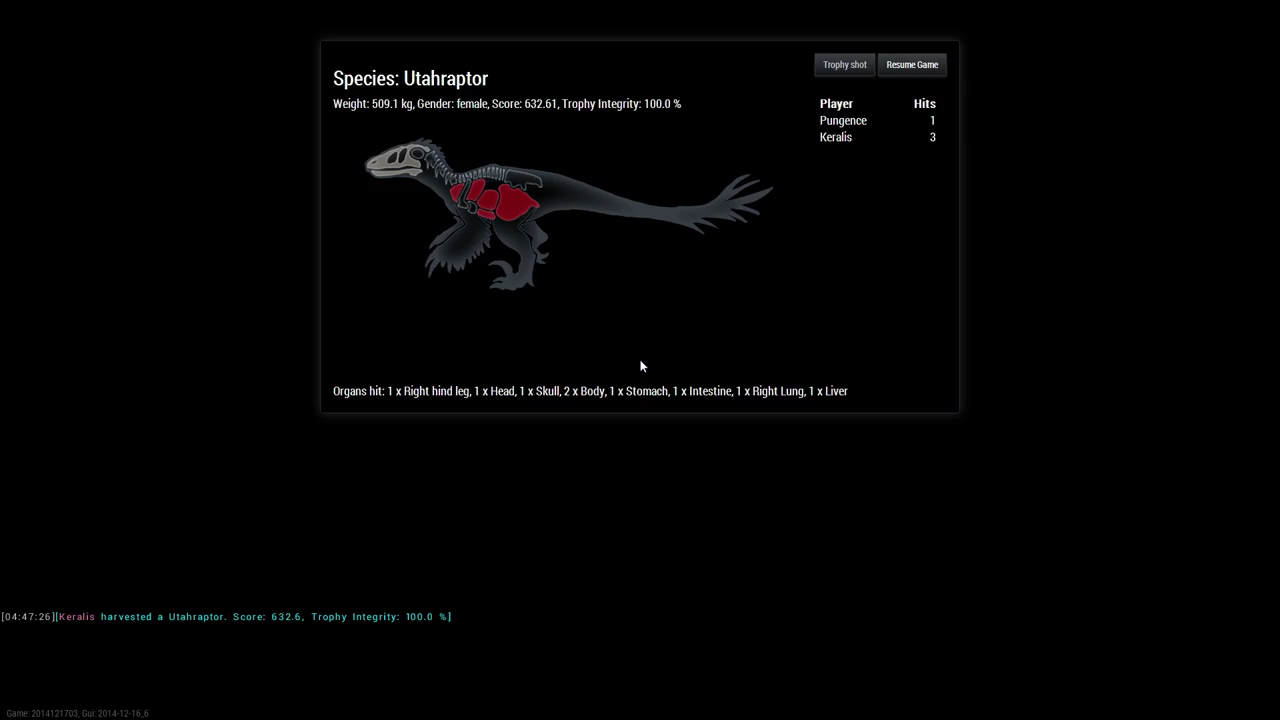 Trophy shot Resume Game
Species: Utahraptor
Weight: 509.1 kg, Gender: female, Score: 632.61, Trophy Integrity: 100.0 %
Player Hits
Pungence 1
Keralis 3
Organs hit: 1 x Right hind leg, 1 x Head, 1 x Skull, 2 x Body, 1 x Stomach, 1 x Intestine, 1 x Right Lung, 1 x Liver
[04:47:26][Keralis harvested a Utahraptor. Score: 632.6, Trophy Integrity: 100.0 %]
Game: 2014121703, Gui: 2014-12-16_6